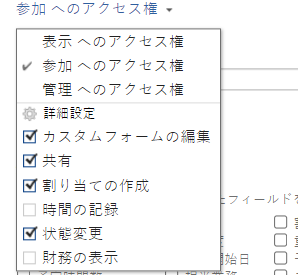 参加 へのアクセス権
表示 へのアクセス権
参加 へのアクセス権
管理 へのアクセス権
詳細設定
カスタムフォームの編集
共有
割り当ての作成
時間の記録
状態変更
財務の表示
フィールドを
開始日